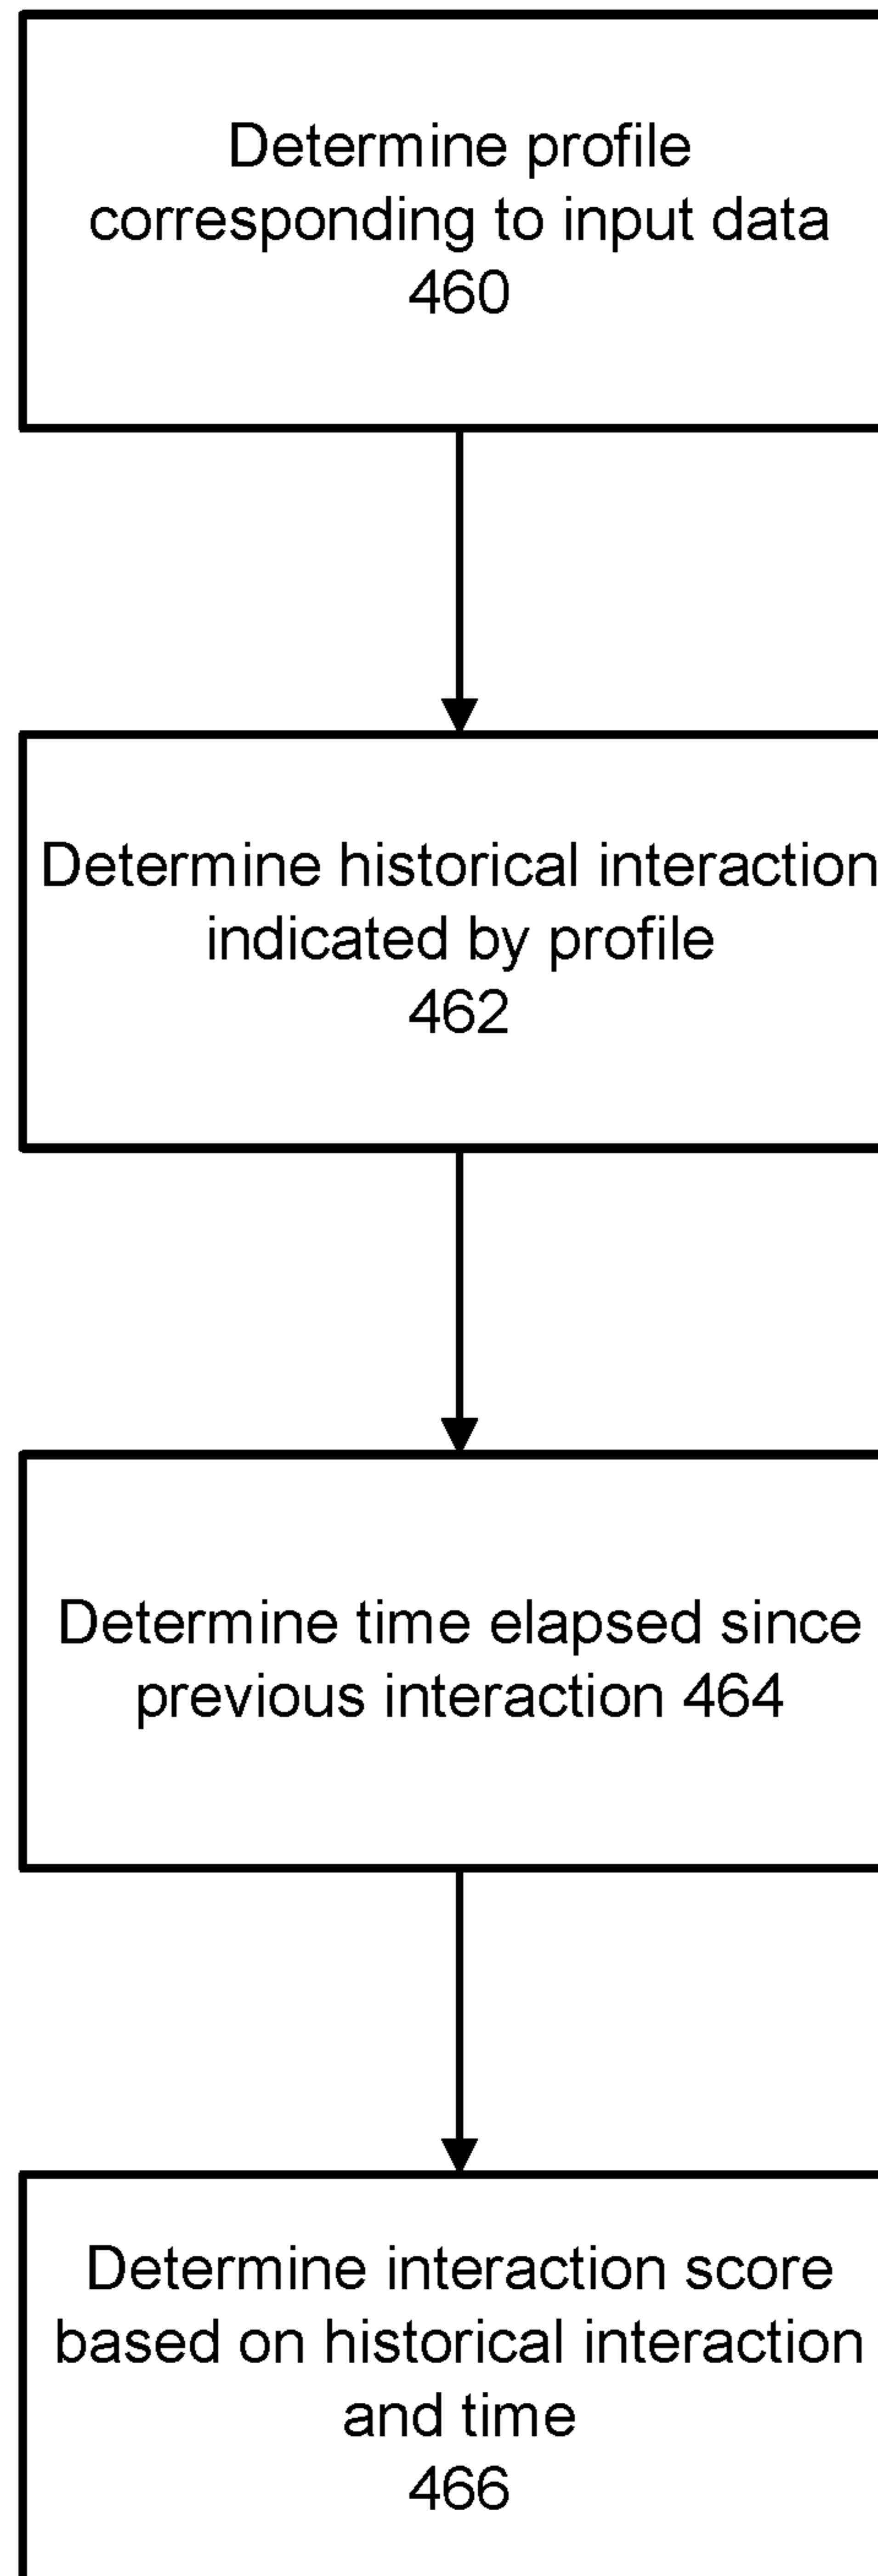 Determine profile
corresponding to input data
460
Determine historical interaction
indicated by profile
462
Determine time elapsed since
previous interaction 464
Determine interaction score
based on historical interaction
and time
466